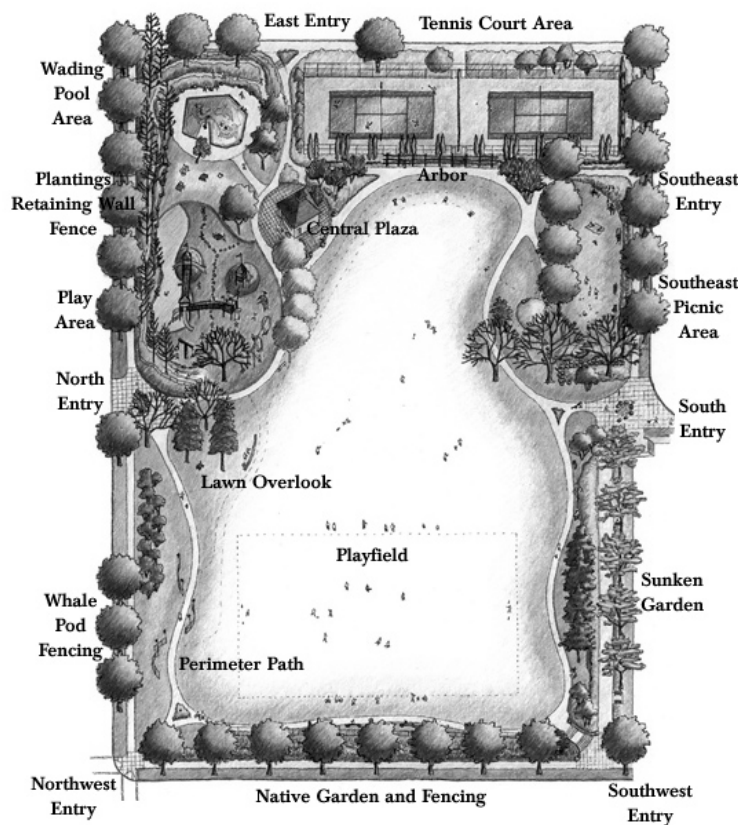 East Entry
Tennis Court Area
Wading
Pool
Area
Plantings
Retaining Wall
Fence
Arbor
Southeast
Entry
Central Plaza
Play
Area
Southeast
Picnic
Area
North
Entry
South
Entry
Lawn Overlook
Playfield
Whale
Pod
Fencing
Sunken
Garden
Perimeter Path
Northwest
Entry
Native Garden and Fencing
Southwest
Entry